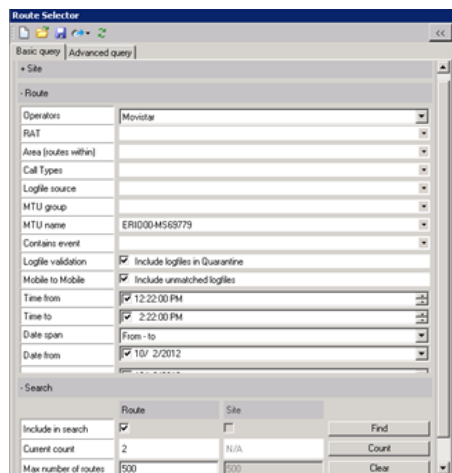 Route Selector
<<
Basic query Advanced query
+ Site
- Route
Operators Movistar
RAT
Area (routes within)
Call Types
Logfile source
MTU group
MTU name ERID00-MS69779
Contains event
Logfile validation Include logfiles in Quarantine
Mobile to Mobile Include unmatched logfiles
Time from 12:22:00 PM
Time to 2:22:00 PM
Date span From - to
Date from 10/ 2/2012
- Search
Route Site
Include in search Find
Current count 2 N/A Count
Max number of routes 500 500 Clear